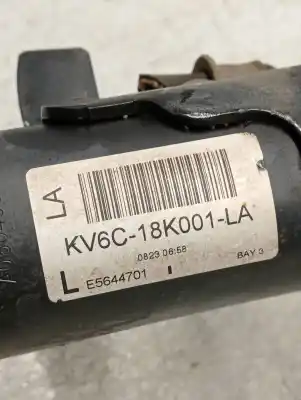 LA
KV6C-18K001-LA
0823 08:58
L E5644701 I BAY 3